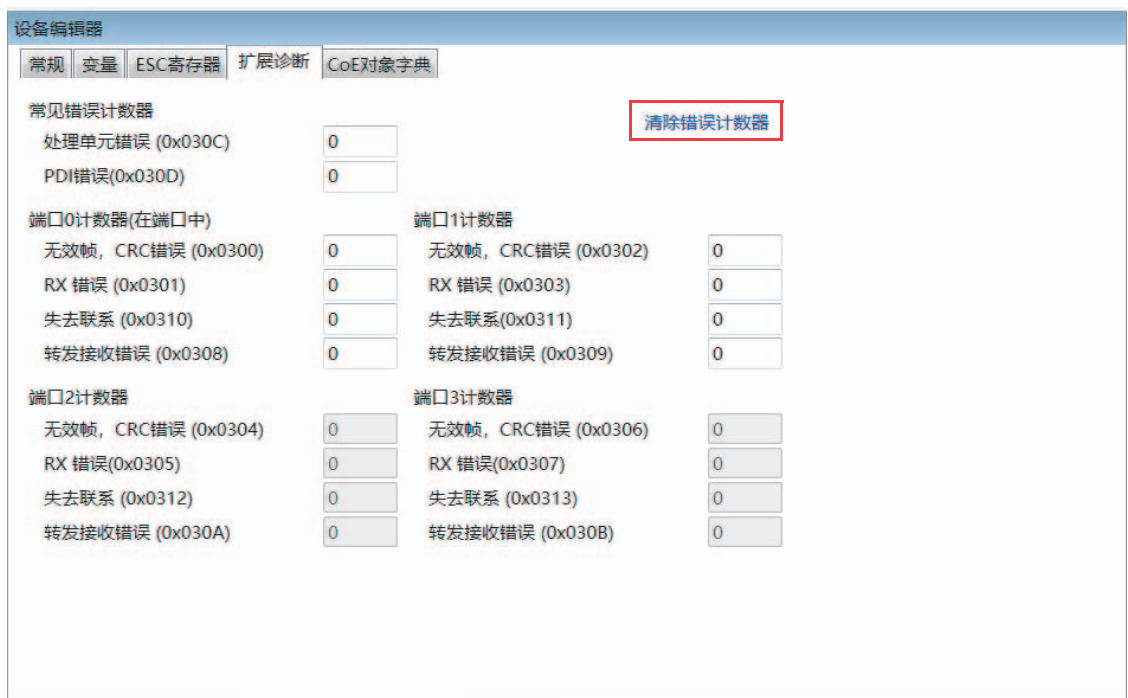 设备编辑器
常规 变量 ESC寄存器 扩展诊断 CoE对象字典
常见错误计数器
清除错误计数器
处理单元错误 (0x030C) 0
PDI错误(0x030D) 0
端口0计数器(在端口中) 端口1计数器
无效帧，CRC错误 (0x0300) 0 无效帧，CRC错误 (0x0302) 0
RX 错误 (0x0301) 0 RX 错误 (0x0303) 0
失去联系 (0x0310) 0 失去联系(0x0311) 0
转发接收错误 (0x0308) 0 转发接收错误 (0x0309) 0
端口2计数器 端口3计数器
无效帧，CRC错误 (0x0304) 0 无效帧，CRC错误 (0x0306) 0
RX 错误(0x0305) 0 RX 错误(0x0307) 0
失去联系 (0x0312) 0 失去联系 (0x0313) 0
转发接收错误 (0x030A) 0 转发接收错误 (0x030B) 0